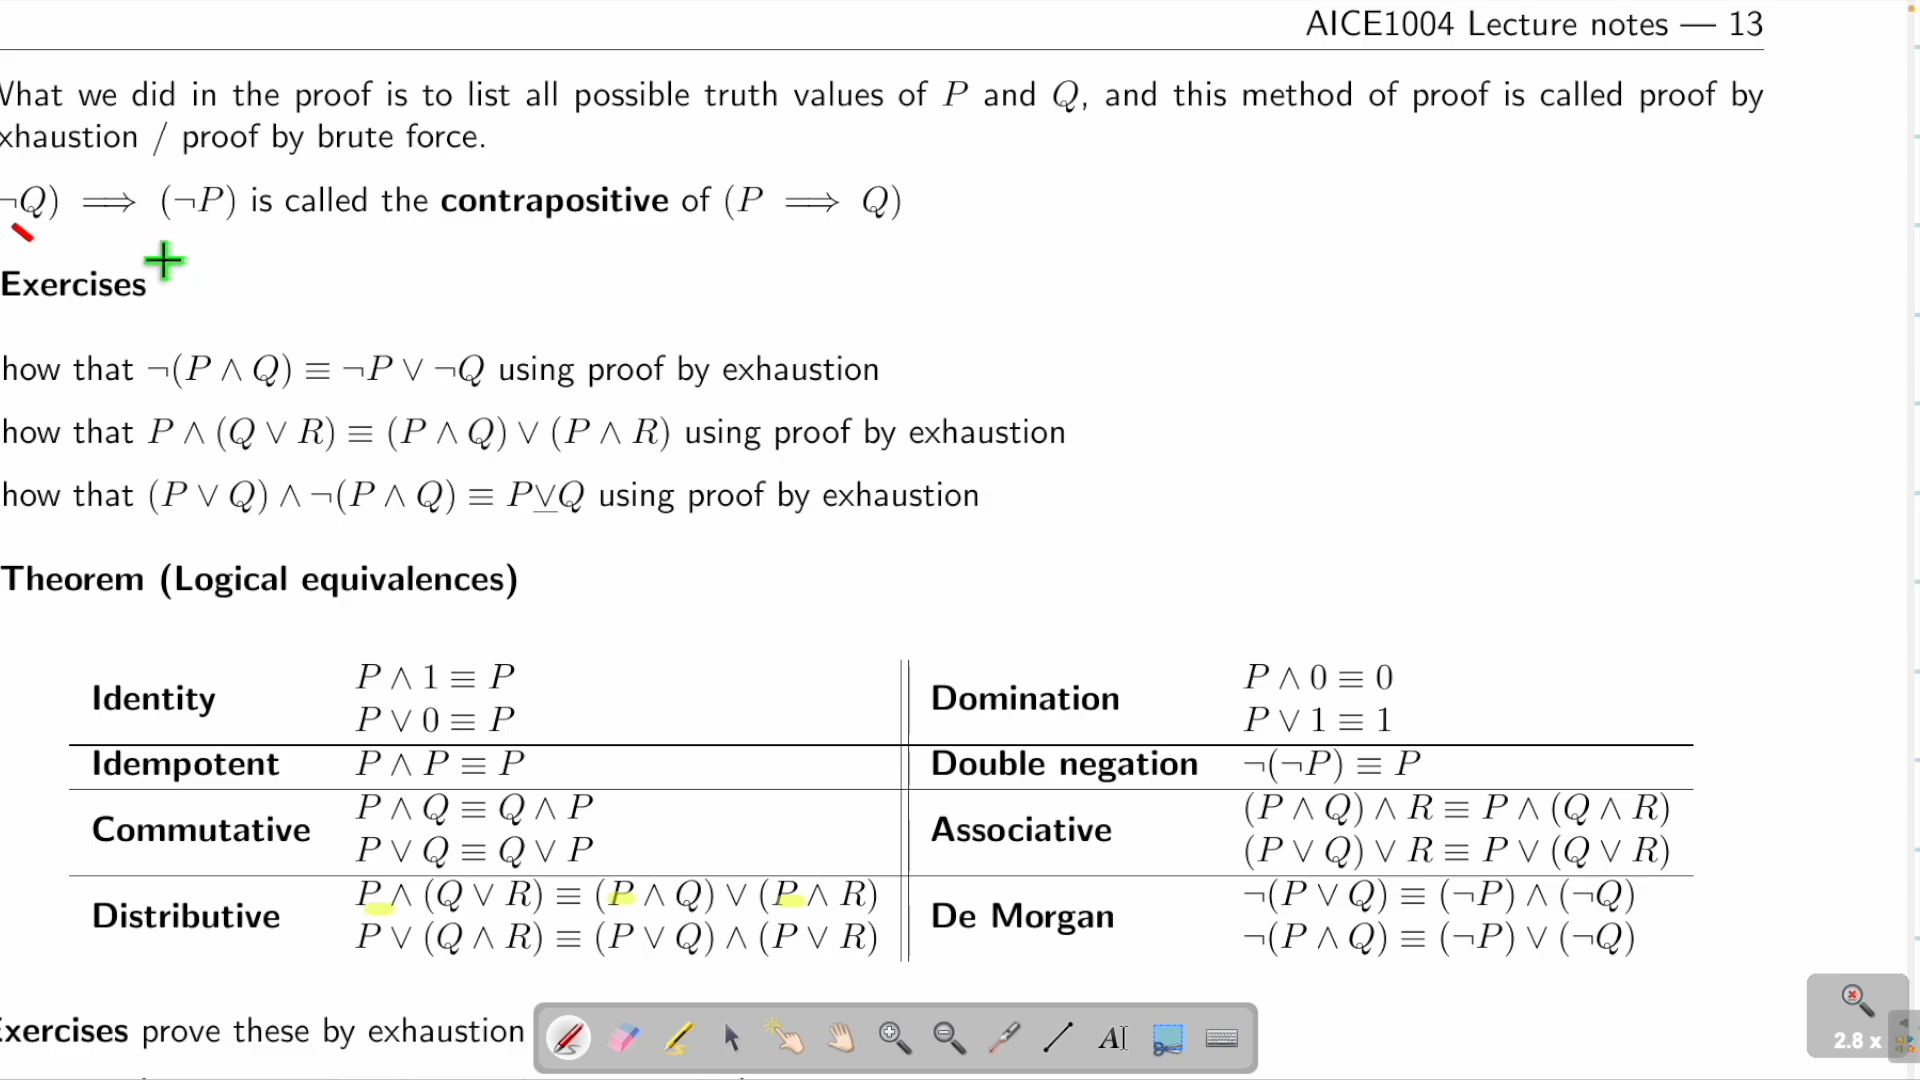 AICE1004 Lecture notes — 13
What we did in the proof is to list all possible truth values of P and Q, and this method of proof is called proof by
xhaustion / proof by brute force.
¬Q) ⟹ (¬P) is called the contrapositive of (P ⟹ Q)
Exercises
how that ¬(P ∧ Q) ≡ ¬P ∨ ¬Q using proof by exhaustion
how that P ∧ (Q ∨ R) ≡ (P ∧ Q) ∨ (P ∧ R) using proof by exhaustion
how that (P ∨ Q) ∧ ¬(P ∧ Q) ≡ P⊻Q using proof by exhaustion
Theorem (Logical equivalences)
Identity P ∧ 1 ≡ P
P ∨ 0 ≡ P
Domination P ∧ 0 ≡ 0
P ∨ 1 ≡ 1
Idempotent P ∧ P ≡ P
Double negation ¬(¬P) ≡ P
Commutative P ∧ Q ≡ Q ∧ P
P ∨ Q ≡ Q ∨ P
Associative (P ∧ Q) ∧ R ≡ P ∧ (Q ∧ R)
(P ∨ Q) ∨ R ≡ P ∨ (Q ∨ R)
Distributive P ∧ (Q ∨ R) ≡ (P ∧ Q) ∨ (P ∧ R)
P ∨ (Q ∧ R) ≡ (P ∨ Q) ∧ (P ∨ R)
De Morgan ¬(P ∨ Q) ≡ (¬P) ∧ (¬Q)
¬(P ∧ Q) ≡ (¬P) ∨ (¬Q)
Exercises prove these by exhaustion
2.8 x